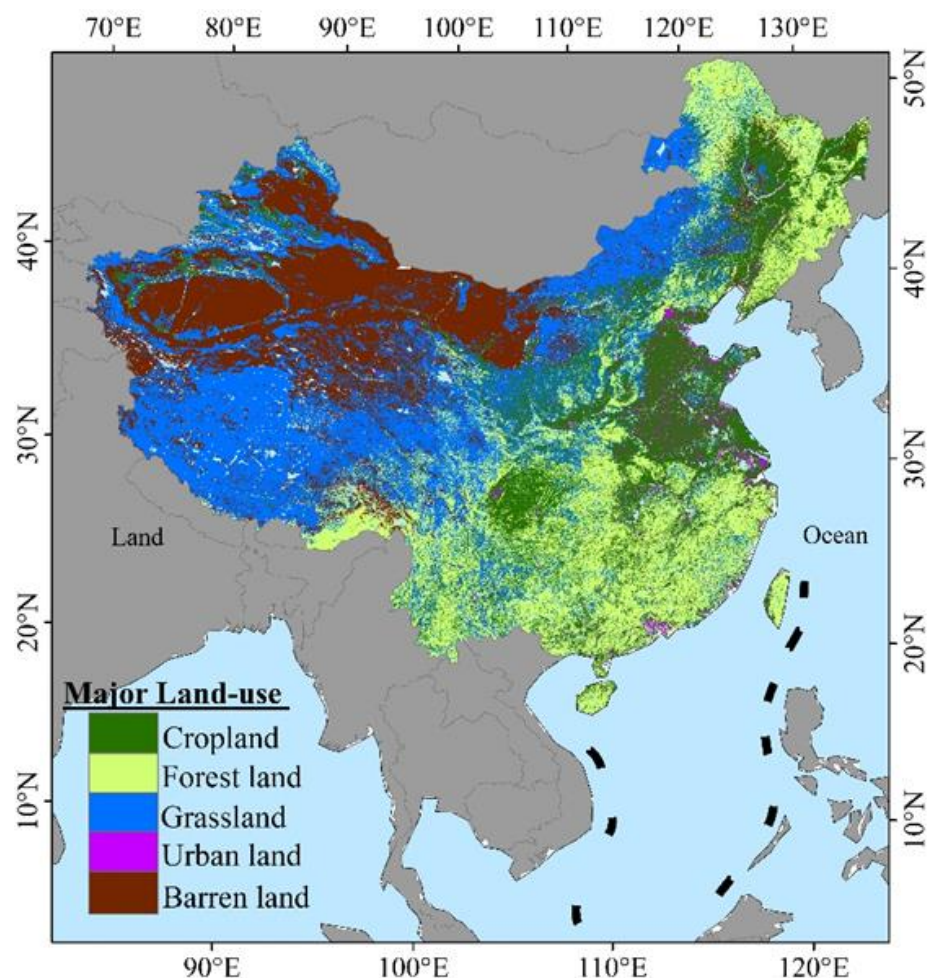 70°E 80°E 90°E 100°E 110°E 120°E 130°E
50°N
40°N
40°N
30°N
30°N
Land
Ocean
20°N
20°N
Major Land-use
Cropland
Forest land
Grassland
Urban land
Barren land
10°N
10°N
90°E 100°E 110°E 120°E